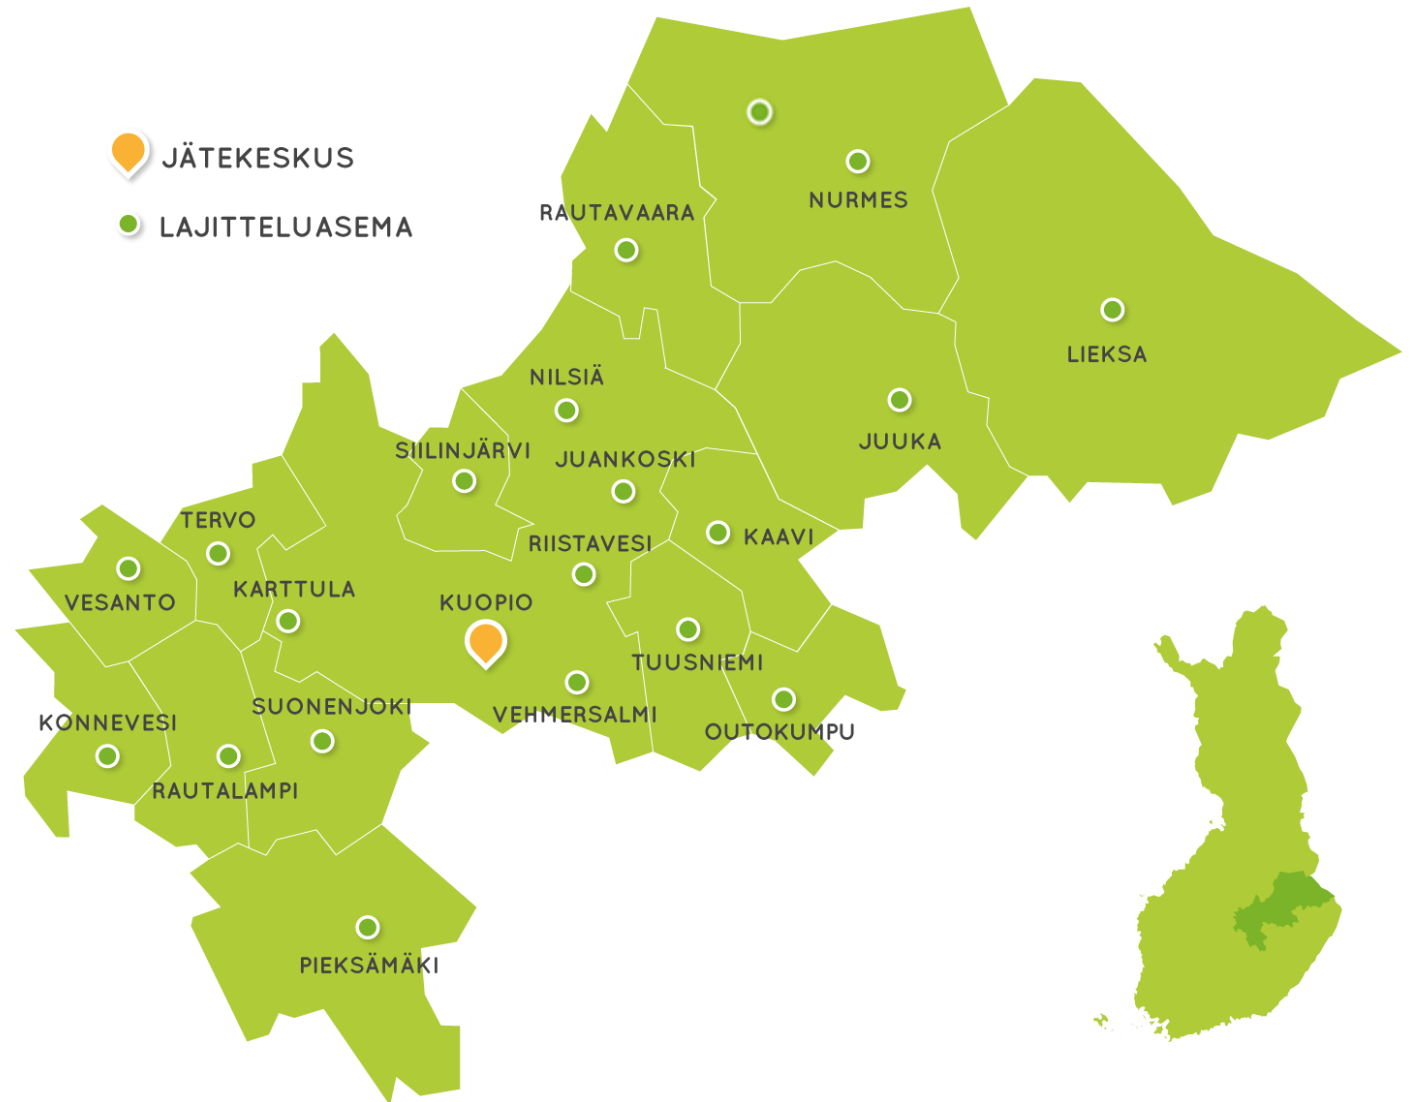 JÄTEKESKUS
LAJITTELUASEMA
NURMES
RAUTAVAARA
LIEKSA
NILSIÄ
JUUKA
SIILINJÄRVI
JUANKOSKI
TERVO
KAAVI
RIISTAVESI
KARTTULA
VESANTO
KUOPIO
TUUSNIEMI
SUONENJOKI
VEHMERSALMI
KONNEVESI
OUTOKUMPU
RAUTALAMPI
PIEKSÄMÄKI